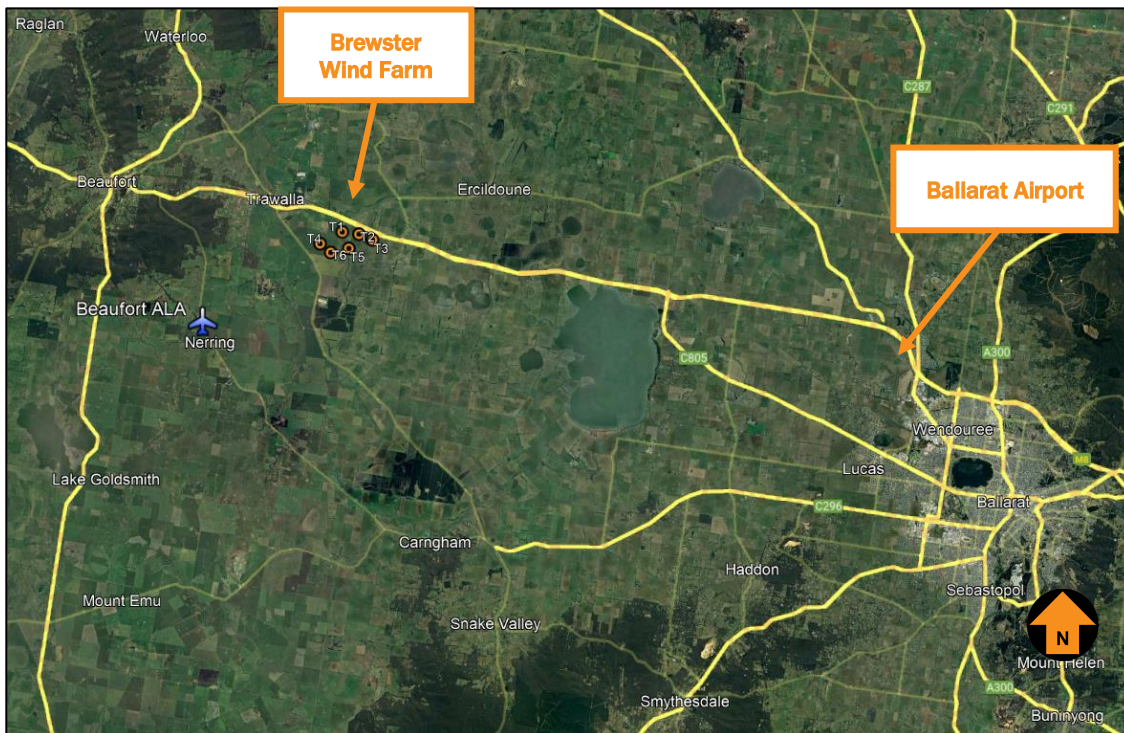 Raglan
Waterloo
Brewster
Wind Farm
C287
C291
Beaufort
Trawalla
Ercildoune
Ballarat Airport
T1
T2
T3
T4
T5
T6
Beaufort ALA
Nerring
C805
A300
Wendouree
M8
Lucas
Lake Goldsmith
Ballarat
C296
Carngham
Haddon
Sebastopol
Mount Emu
Snake Valley
N
Mount Helen
Smythesdale
A300
Buninyong